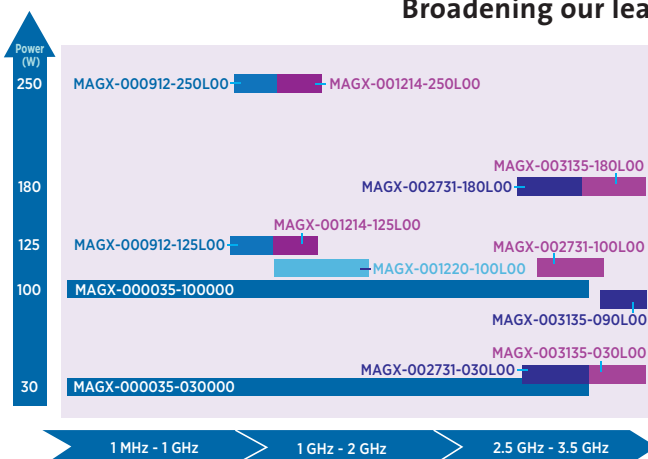 Broadening our lea
Power
(W)
250
MAGX-000912-250L00
MAGX-001214-250L00
MAGX-003135-180L00
180
MAGX-002731-180L00
MAGX-001214-125L00
125
MAGX-000912-125L00
MAGX-002731-100L00
MAGX-001220-100L00
100
MAGX-000035-100000
MAGX-003135-090L00
MAGX-003135-030L00
MAGX-002731-030L00
30
MAGX-000035-030000
1 MHz - 1 GHz
1 GHz - 2 GHz
2.5 GHz - 3.5 GHz